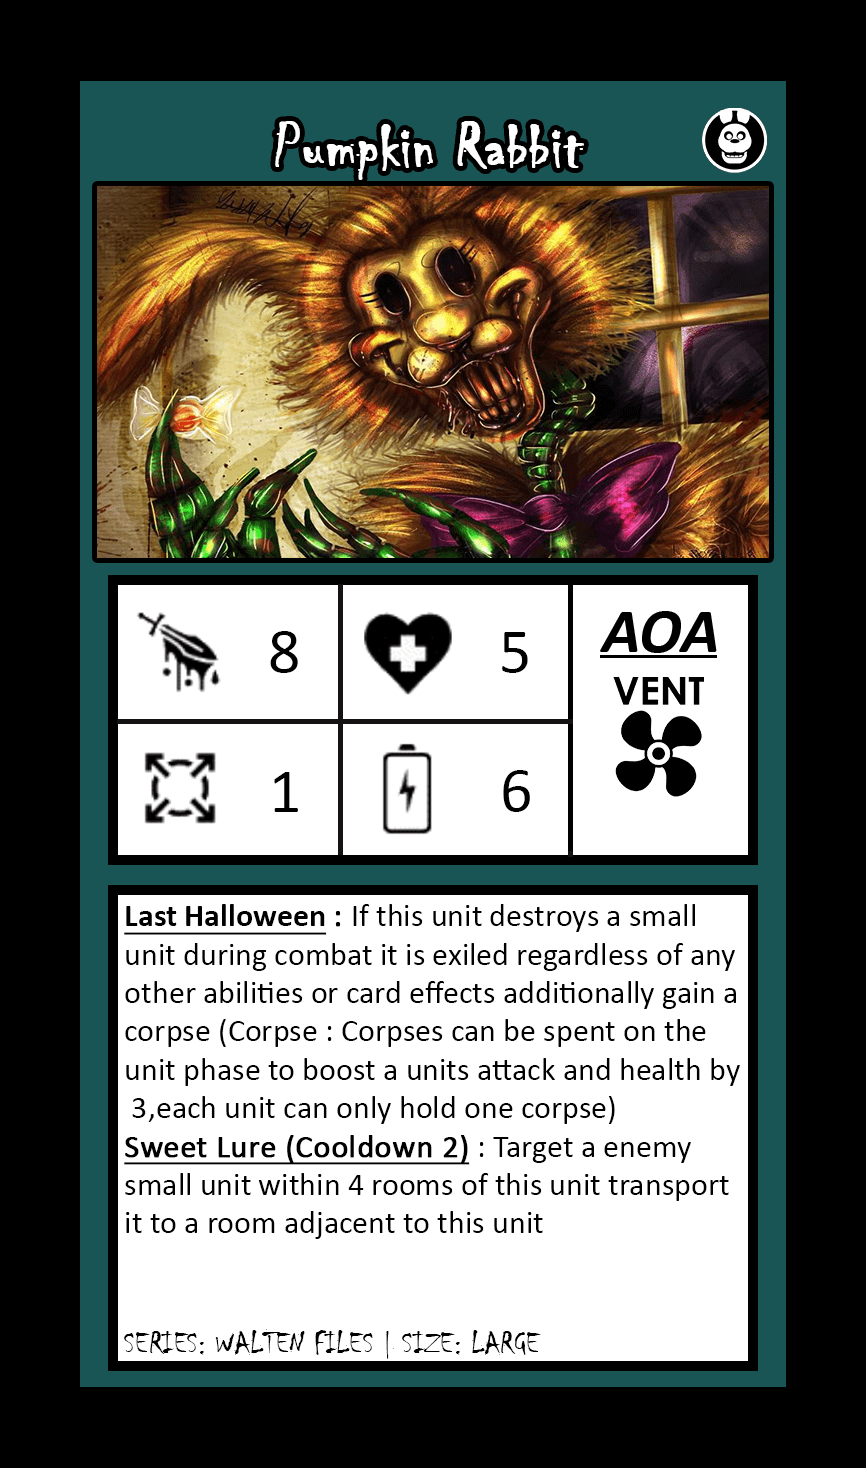 Pumpkin Rabbit
8
5
AOA
VENT
1
6
Last Halloween : If this unit destroys a small
unit during combat it is exiled regardless of any
other abilities or card effects additionally gain a
corpse (Corpse : Corpses can be spent on the
unit phase to boost a units attack and health by
3,each unit can only hold one corpse)
Sweet Lure (Cooldown 2) : Target a enemy
small unit within 4 rooms of this unit transport
it to a room adjacent to this unit
SERIES: WALTEN FILES | SIZE: LARGE